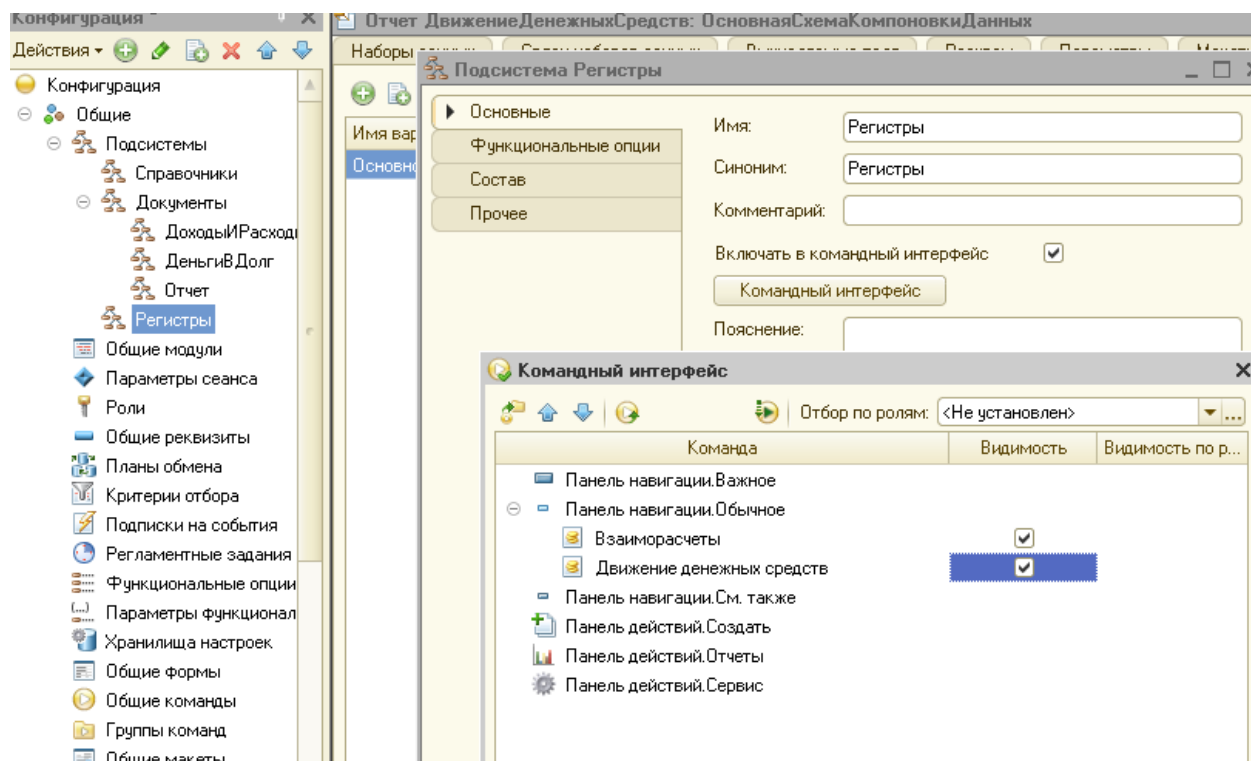 Конфигурация *
Действия
Конфигурация
Общие
Подсистемы
Справочники
Документы
ДоходыИРасходы
ДеньгиВДолг
Отчет
Регистры
Общие модули
Параметры сеанса
Роли
Общие реквизиты
Планы обмена
Критерии отбора
Подписки на события
Регламентные задания
Функциональные опции
Параметры функционал
Хранилища настроек
Общие формы
Общие команды
Группы команд
Общие макеты
Отчет ДвижениеДенежныхСредств: ОсновнаяСхемаКомпоновкиДанных
Наборы
Имя вар
Основно
Подсистема Регистры
Основные
Функциональные опции
Состав
Прочее
Имя: Регистры
Синоним: Регистры
Комментарий:
Включать в командный интерфейс
Командный интерфейс
Пояснение:
Командный интерфейс
Отбор по ролям: <Не установлен>
Команда Видимость Видимость по р...
Панель навигации.Важное
Панель навигации.Обычное
Взаиморасчеты
Движение денежных средств
Панель навигации.См. также
Панель действий.Создать
Панель действий.Отчеты
Панель действий.Сервис